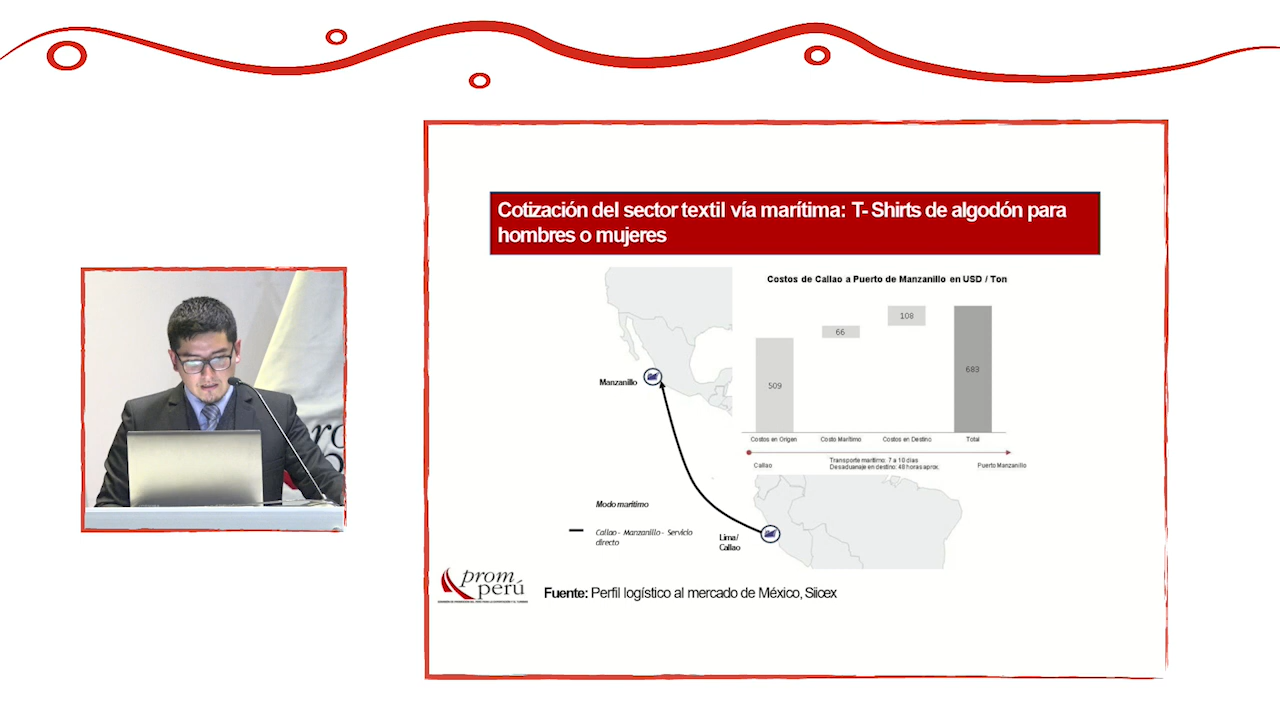 Cotización del sector textil vía marítima: T- Shirts de algodón para
hombres o mujeres
Costos de Callao a Puerto de Manzanillo en USD / Ton
108
66
509
683
Manzanillo
Costos en Origen
Costo Marítimo
Costos en Destino
Total
Transporte marítimo: 7 a 10 días
Callao
Desaduanaje en destino: 48 horas aprox.
Puerto Manzanillo
Modo marítimo
Callao - Manzanillo - Servicio
directo
Lima/
Callao
prom
perú
Fuente: Perfil logístico al mercado de México, Siicex